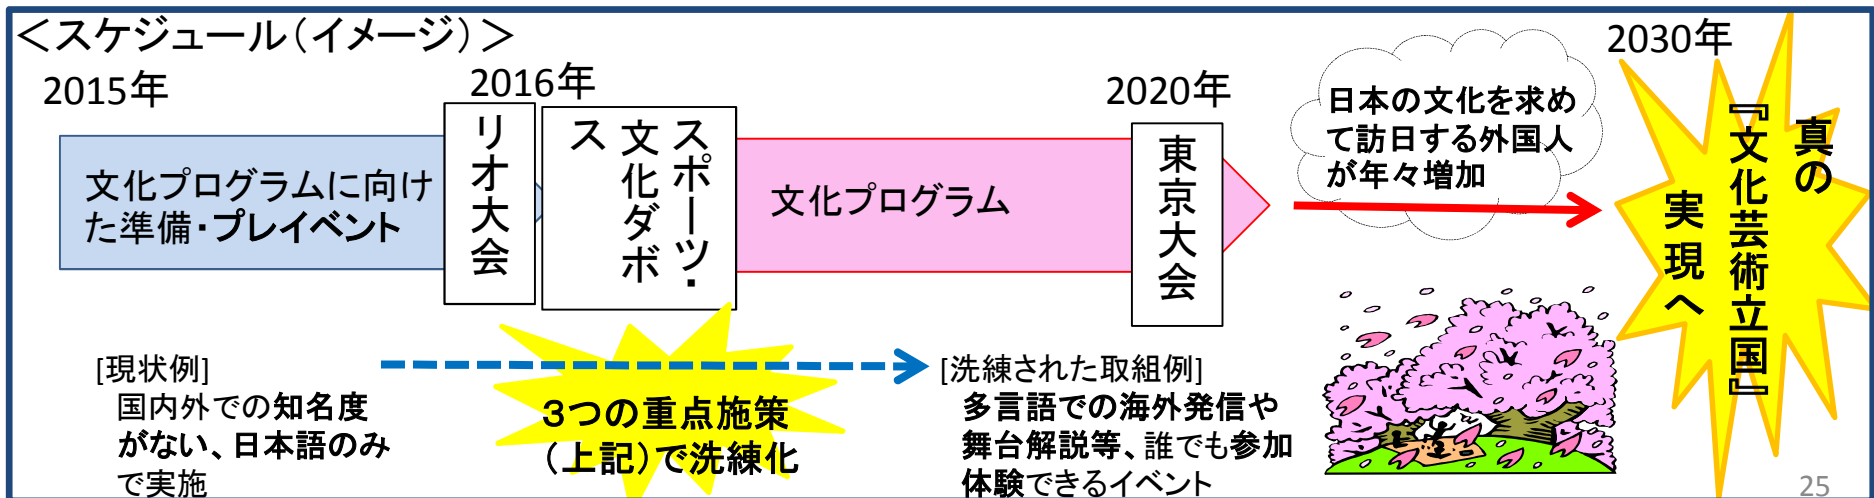 ＜スケジュール（イメージ）＞
2015年
2016年
2020年
2030年
文化プログラムに向け
た準備・プレイベント
リオ大会
スポーツ・
文化ダボ
ス
文化プログラム
東京大会
日本の文化を求め
て訪日する外国人
が年々増加
真の
『文化芸術立国』
実現へ
[現状例]
国内外での知名度
がない、日本語のみ
で実施
３つの重点施策
（上記）で洗練化
[洗練された取組例]
多言語での海外発信や
舞台解説等、誰でも参加
体験できるイベント
25